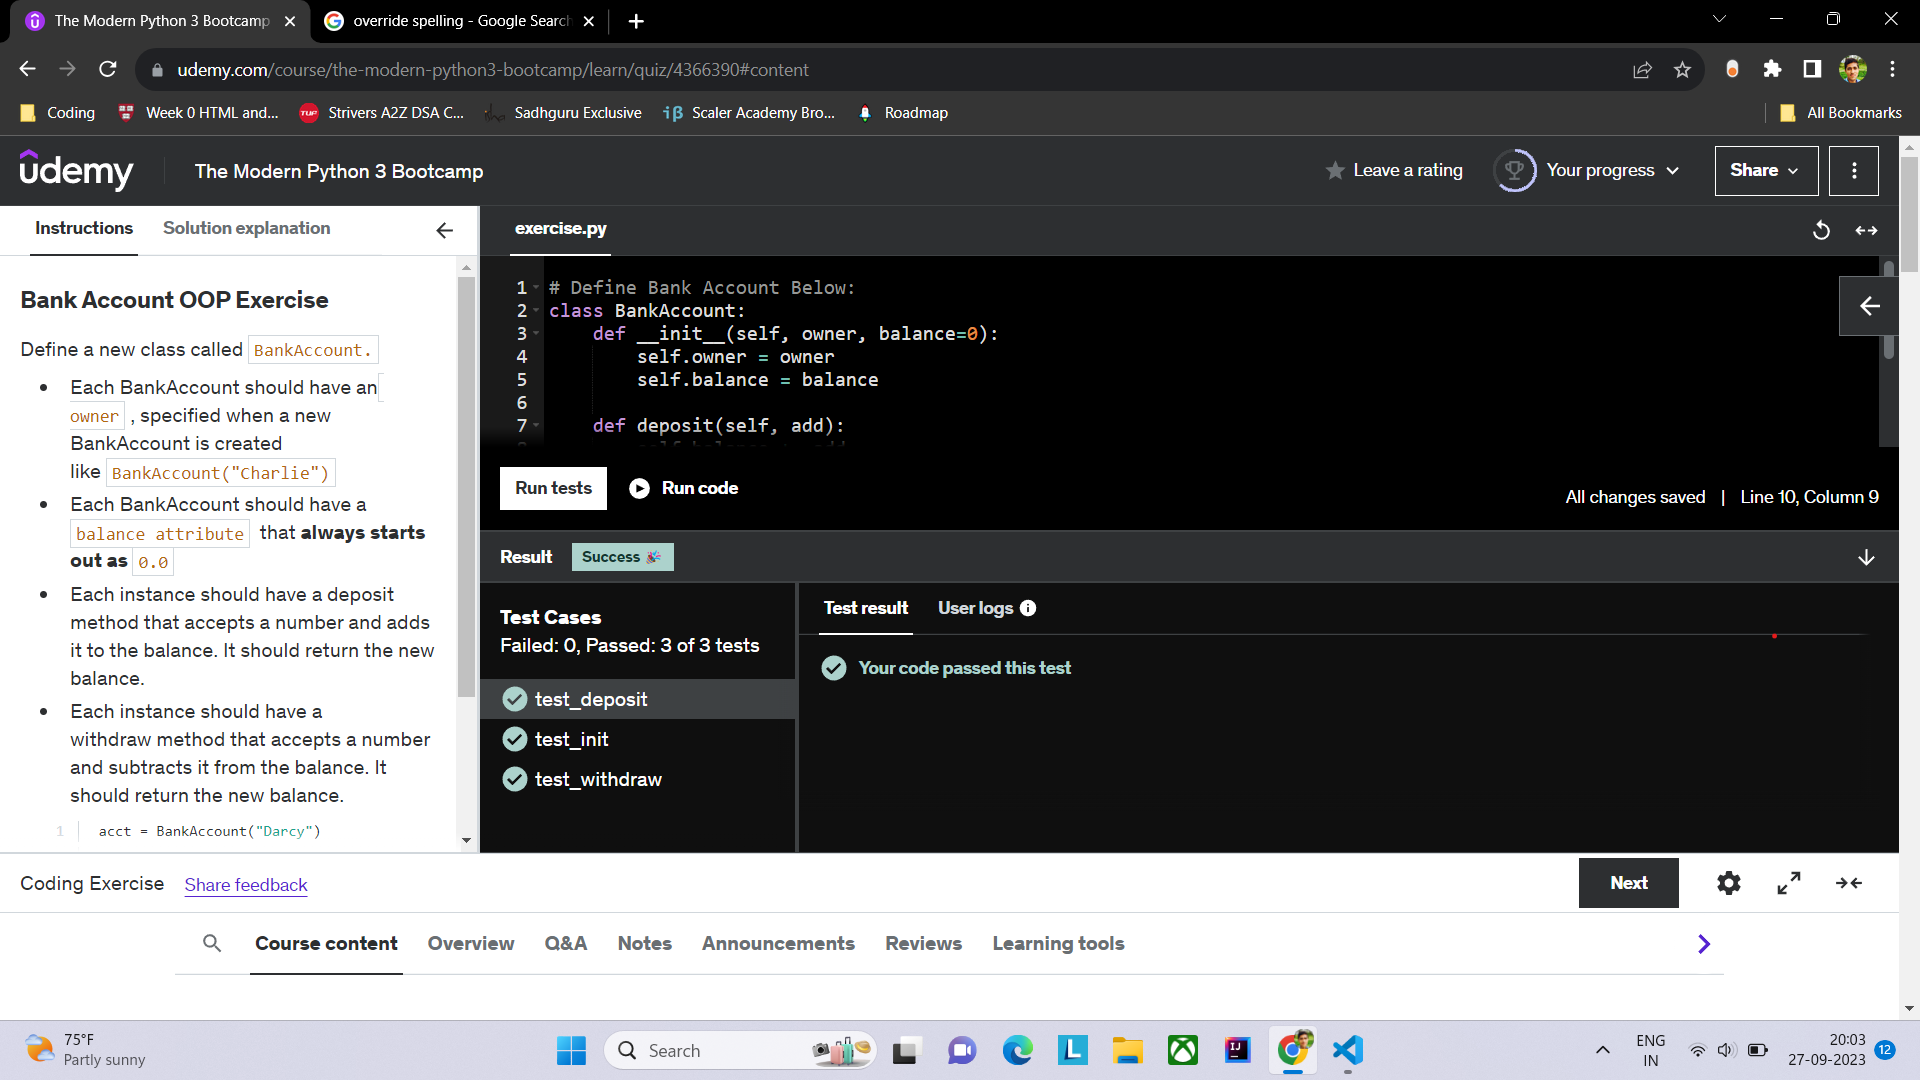 The Modern Python 3 Bootcamp
override spelling - Google Search
udemy.com/course/the-modern-python3-bootcamp/learn/quiz/4366390#content
Coding
Week 0 HTML and...
TUF
Strivers A2Z DSA C...
Sadhguru Exclusive
iβ
Scaler Academy Bro...
Roadmap
All Bookmarks
udemy
The Modern Python 3 Bootcamp
Leave a rating
Your progress
Share
Instructions
Solution explanation
Bank Account OOP Exercise
Define a new class called BankAccount.
• Each BankAccount should have an
owner , specified when a new
BankAccount is created
like BankAccount("Charlie")
• Each BankAccount should have a
balance attribute that always starts
out as 0.0
• Each instance should have a deposit
method that accepts a number and adds
it to the balance. It should return the new
balance.
• Each instance should have a
withdraw method that accepts a number
and subtracts it from the balance. It
should return the new balance.
1 acct = BankAccount("Darcy")
exercise.py
1 # Define Bank Account Below:
2 class BankAccount:
3 def __init__(self, owner, balance=0):
4 self.owner = owner
5 self.balance = balance
6
7 def deposit(self, add):
Run tests
Run code
All changes saved | Line 10, Column 9
Result
Success
Test Cases
Failed: 0, Passed: 3 of 3 tests
test_deposit
test_init
test_withdraw
Test result
User logs
Your code passed this test
Coding Exercise
Share feedback
Next
Course content
Overview
Q&A
Notes
Announcements
Reviews
Learning tools
75°F
Partly sunny
Search
L
IJ
ENG
IN
20:03
27-09-2023
12